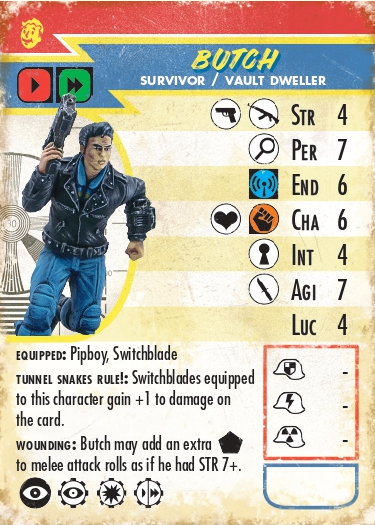 BUTCH
SURVIVOR / VAULT DWELLER
STR 4
PER 7
END 6
CHA 6
INT 4
AGI 7
LUC 4
EQUIPPED: Pipboy, Switchblade
TUNNEL SNAKES RULE!: Switchblades equipped
to this character gain +1 to damage on
the card.
WOUNDING: Butch may add an extra
to melee attack rolls as if he had STR 7+.
-
-
-